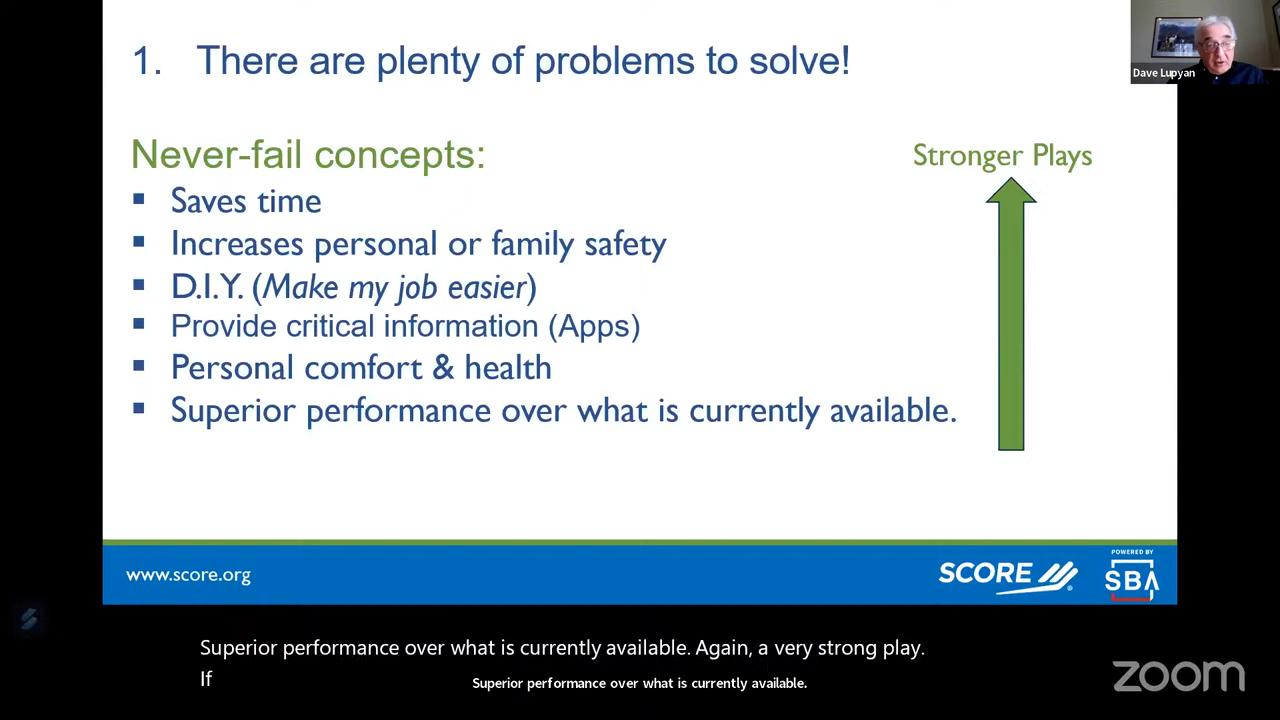 1. There are plenty of problems to solve!
Dave Lupyan
Never-fail concepts:
Stronger Plays
▪ Saves time
▪ Increases personal or family safety
▪ D.I.Y. (Make my job easier)
▪ Provide critical information (Apps)
▪ Personal comfort & health
▪ Superior performance over what is currently available.
www.score.org
SCORE
POWERED BY
SBA
Superior performance over what is currently available. Again, a very strong play.
If
Superior performance over what is currently available.
zoom